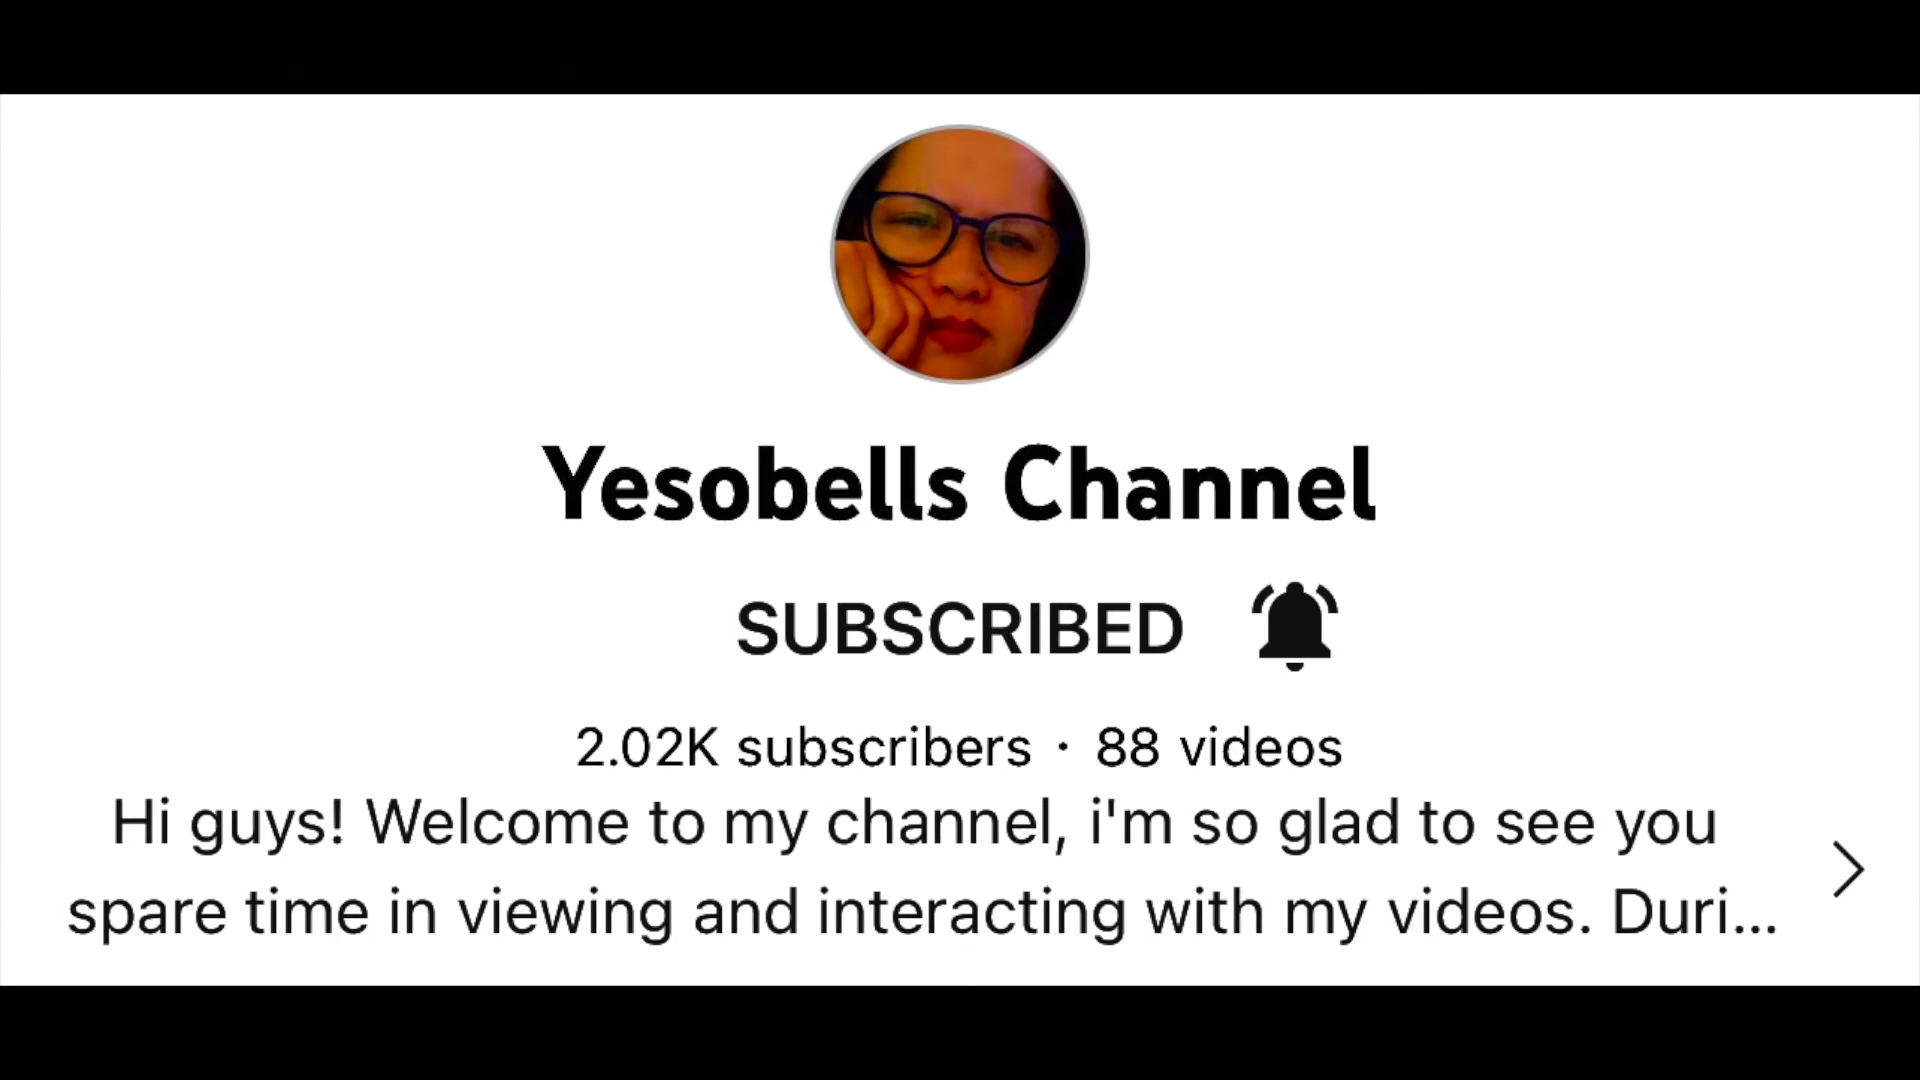 Yesobells Channel
SUBSCRIBED
2.02K subscribers · 88 videos
Hi guys! Welcome to my channel, i'm so glad to see you
spare time in viewing and interacting with my videos. Duri...